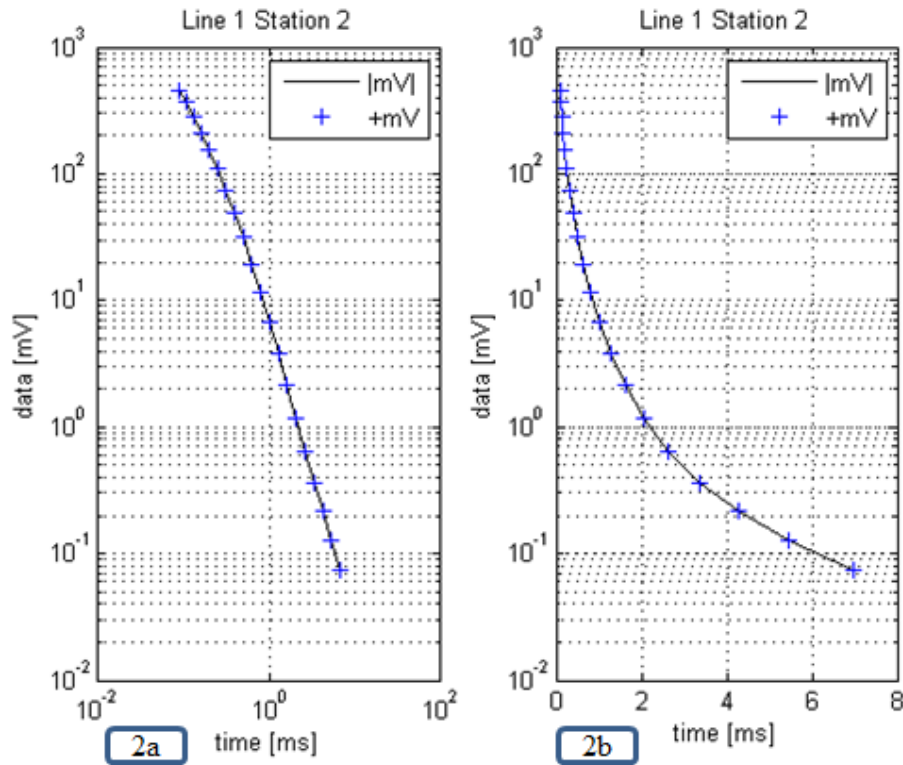 Line 1 Station 2
10^3
10^2
10^1
10^0
10^-1
10^-2
data [mV]
|mV|
+mV
10^-2
10^0
10^2
time [ms]
2a
Line 1 Station 2
10^3
10^2
10^1
10^0
10^-1
10^-2
data [mV]
|mV|
+mV
0
2
4
6
8
time [ms]
2b